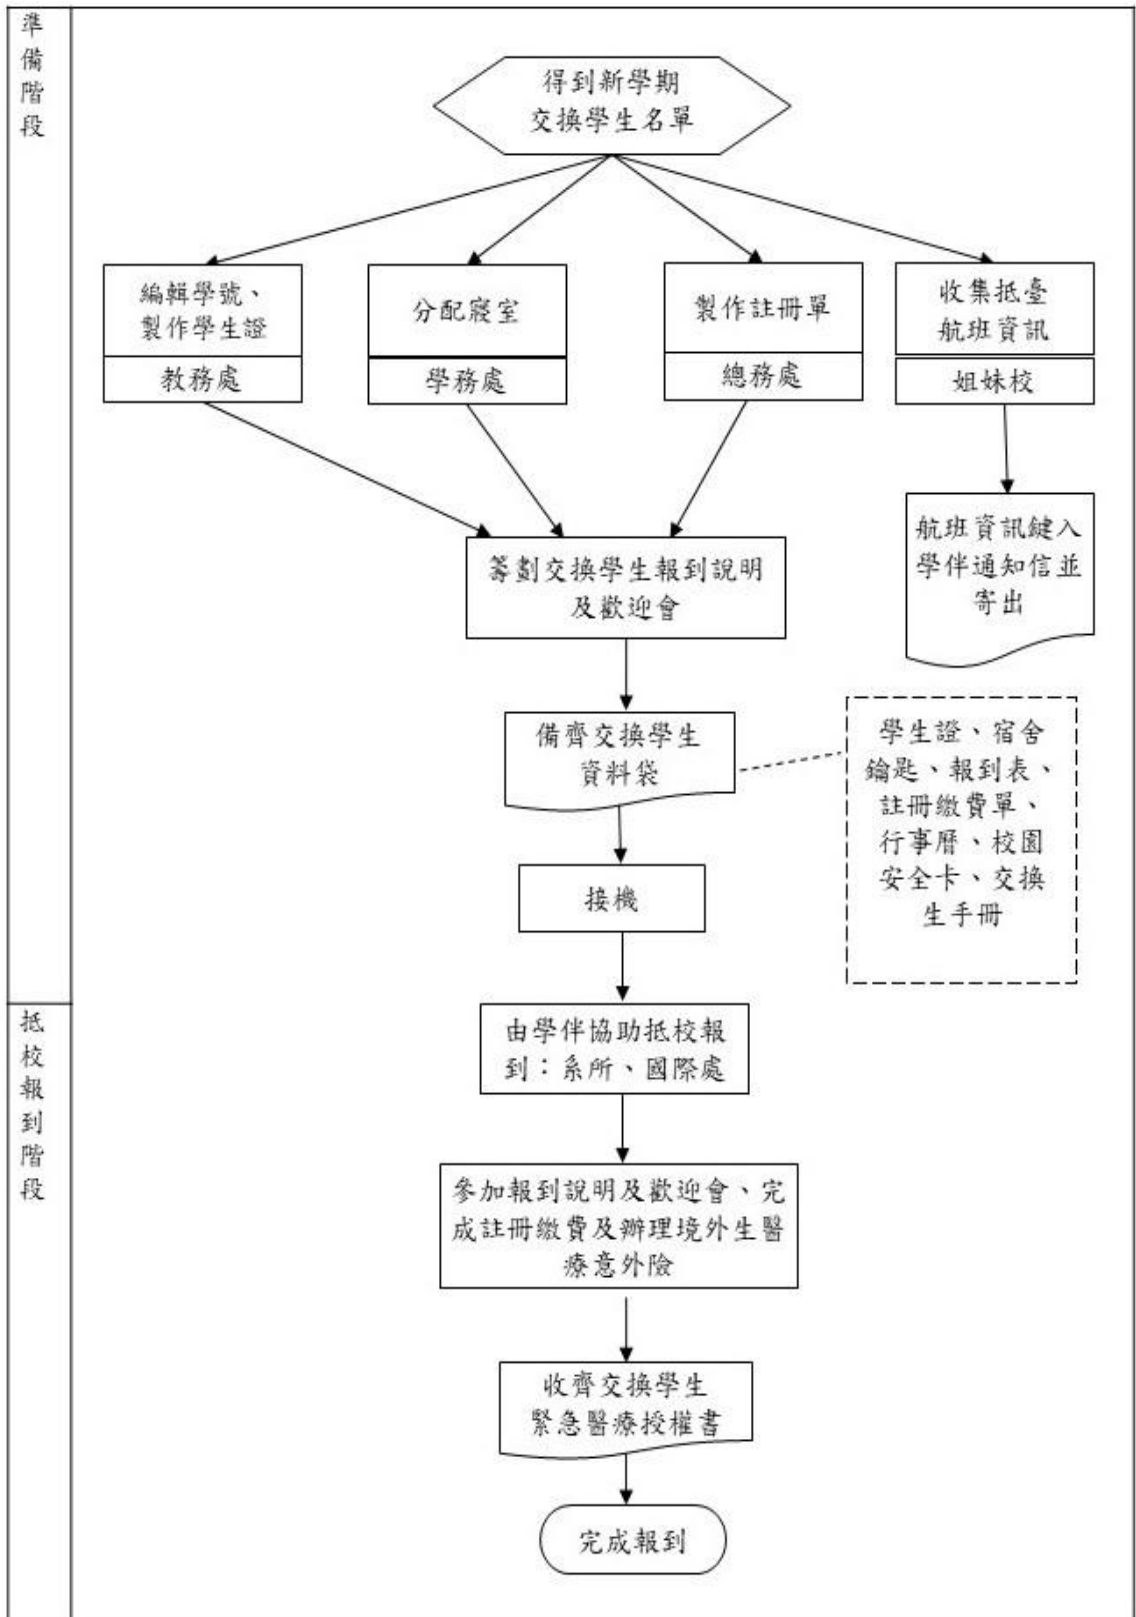 準
備
階
段
得到新學期
交換學生名單
編輯學號、
製作學生證
教務處
分配寢室
學務處
製作註冊單
總務處
收集抵臺
航班資訊
姐妹校
航班資訊鍵入
學伴通知信並
寄出
籌劃交換學生報到說明
及歡迎會
備齊交換學生
資料袋
學生證、宿舍
鑰匙、報到表、
註冊繳費單、
行事曆、校園
安全卡、交換
生手冊
接機
抵
校
報
到
階
段
由學伴協助抵校報
到：系所、國際處
參加報到說明及歡迎會、完
成註冊繳費及辦理境外生醫
療意外險
收齊交換學生
緊急醫療授權書
完成報到